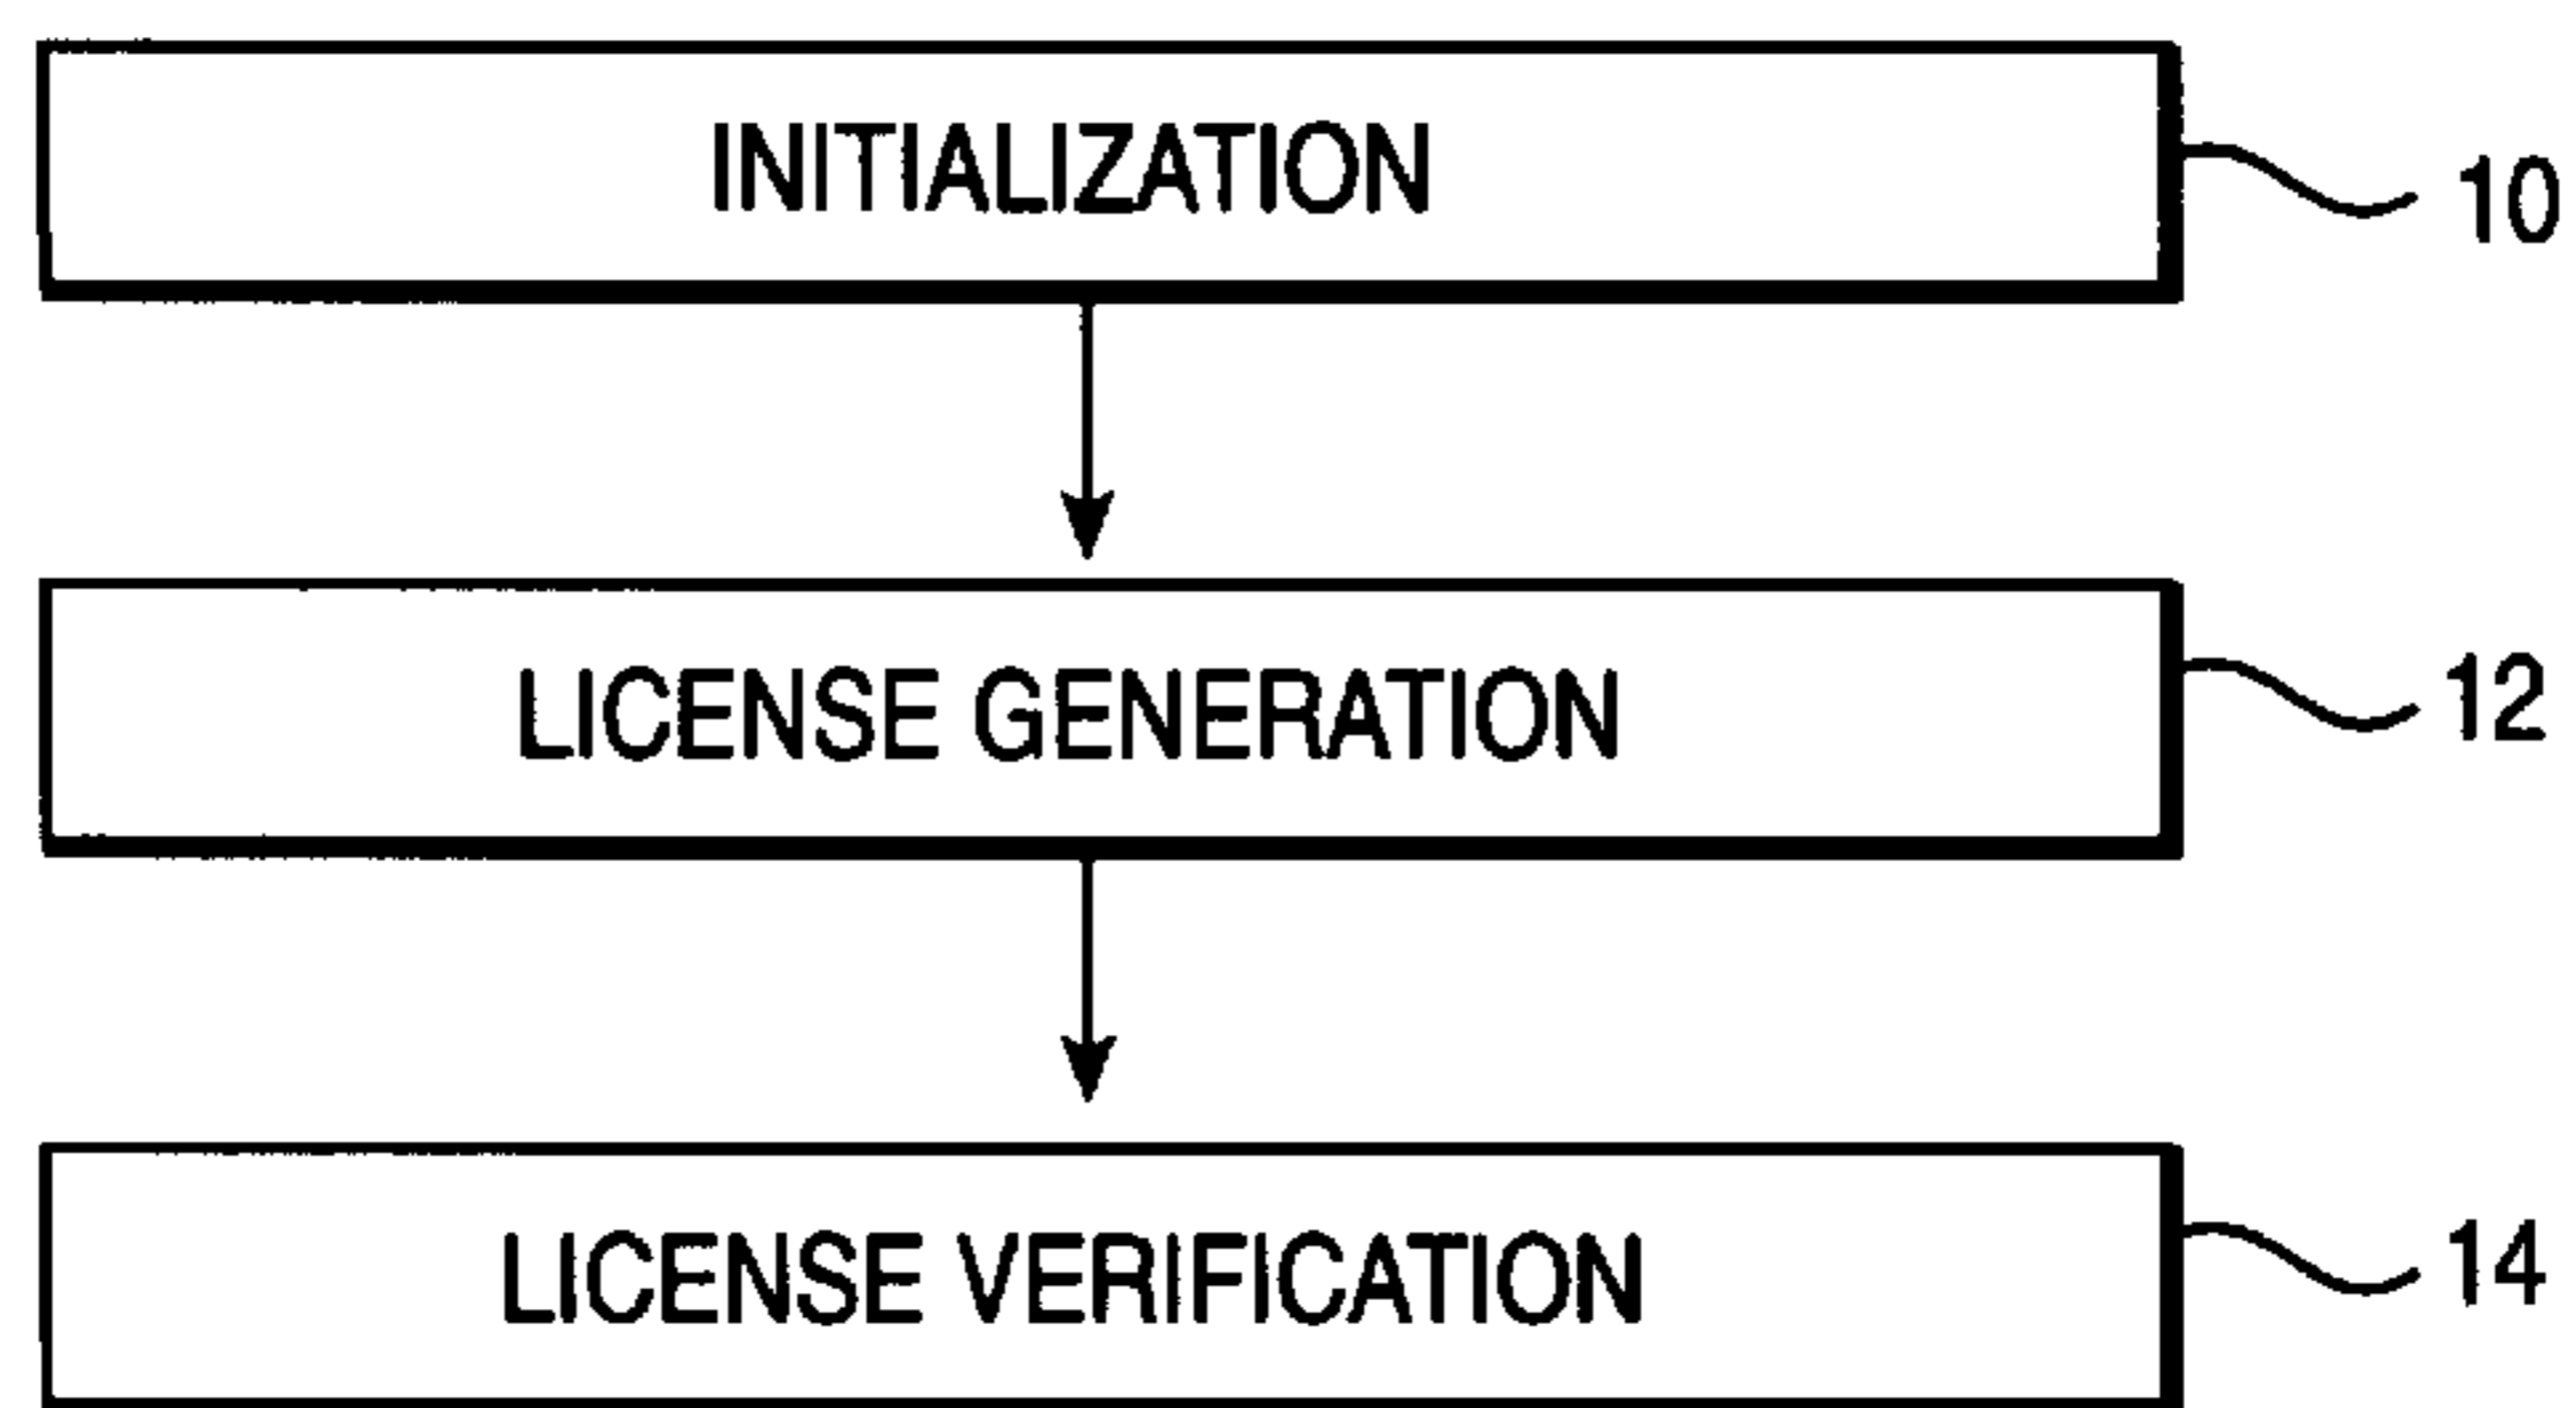 INITIALIZATION
10
LICENSE GENERATION
12
LICENSE VERIFICATION
14